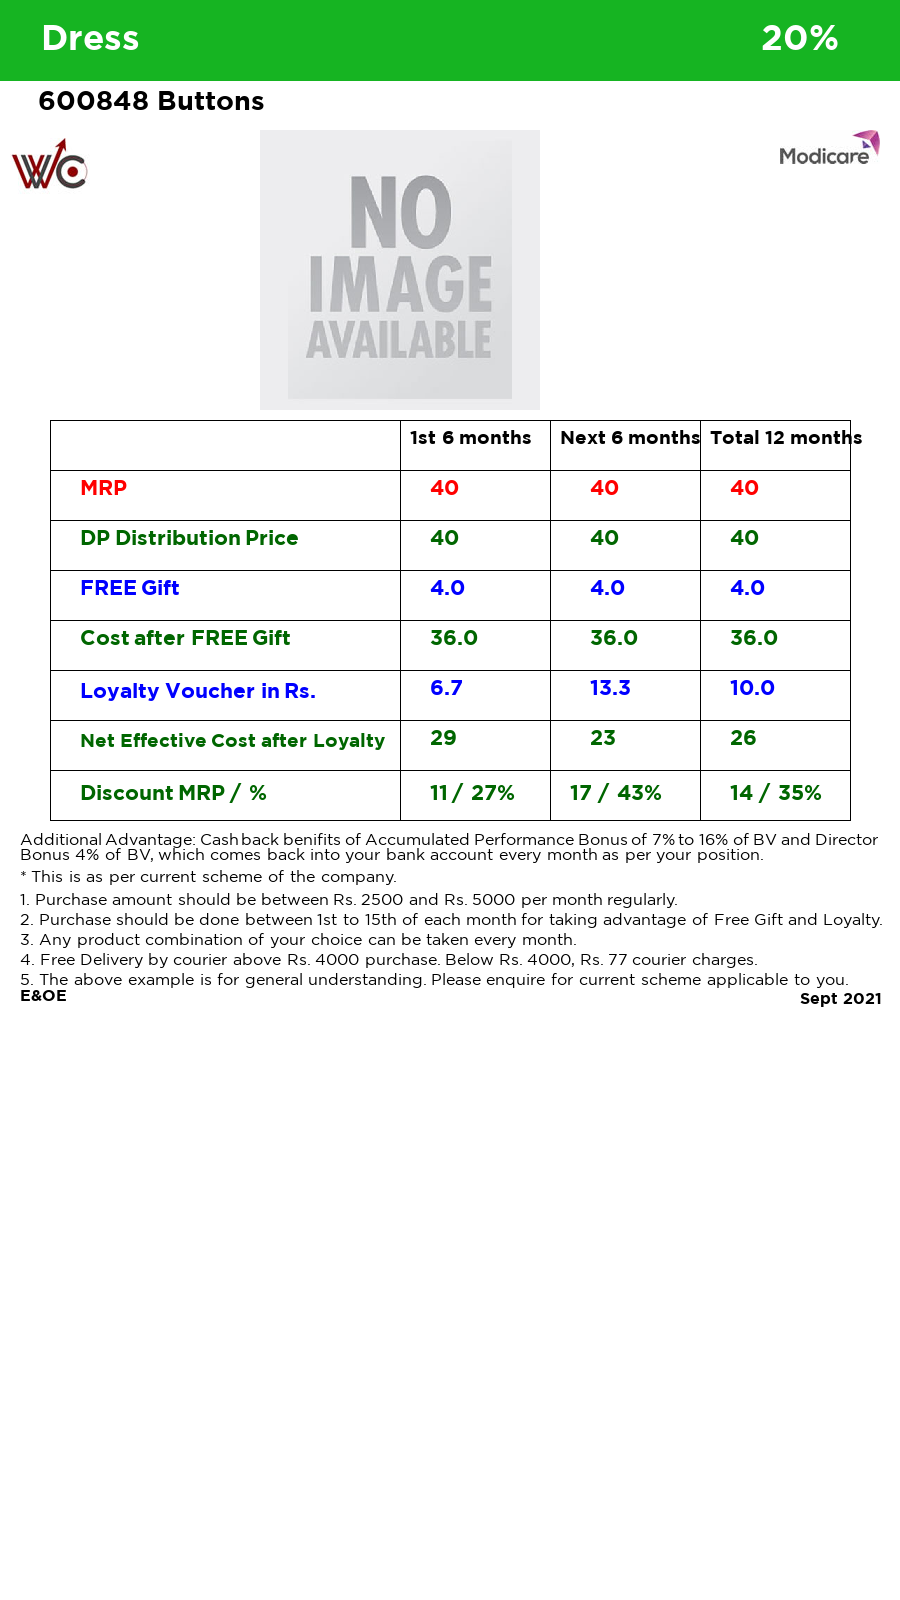 Dress 20%
600848 Buttons
WC
Modicare
NO
IMAGE
AVAILABLE
1st 6 months Next 6 months Total 12 months
MRP 40 40 40
DP Distribution Price 40 40 40
FREE Gift 4.0 4.0 4.0
Cost after FREE Gift 36.0 36.0 36.0
Loyalty Voucher in Rs. 6.7 13.3 10.0
Net Effective Cost after Loyalty 29 23 26
Discount MRP / % 11 / 27% 17 / 43% 14 / 35%
Additional Advantage: Cashback benifits of Accumulated Performance Bonus of 7% to 16% of BV and Director
Bonus 4% of BV, which comes back into your bank account every month as per your position.
* This is as per current scheme of the company.
1. Purchase amount should be between Rs. 2500 and Rs. 5000 per month regularly.
2. Purchase should be done between 1st to 15th of each month for taking advantage of Free Gift and Loyalty.
3. Any product combination of your choice can be taken every month.
4. Free Delivery by courier above Rs. 4000 purchase. Below Rs. 4000, Rs. 77 courier charges.
5. The above example is for general understanding. Please enquire for current scheme applicable to you.
E&OE Sept 2021